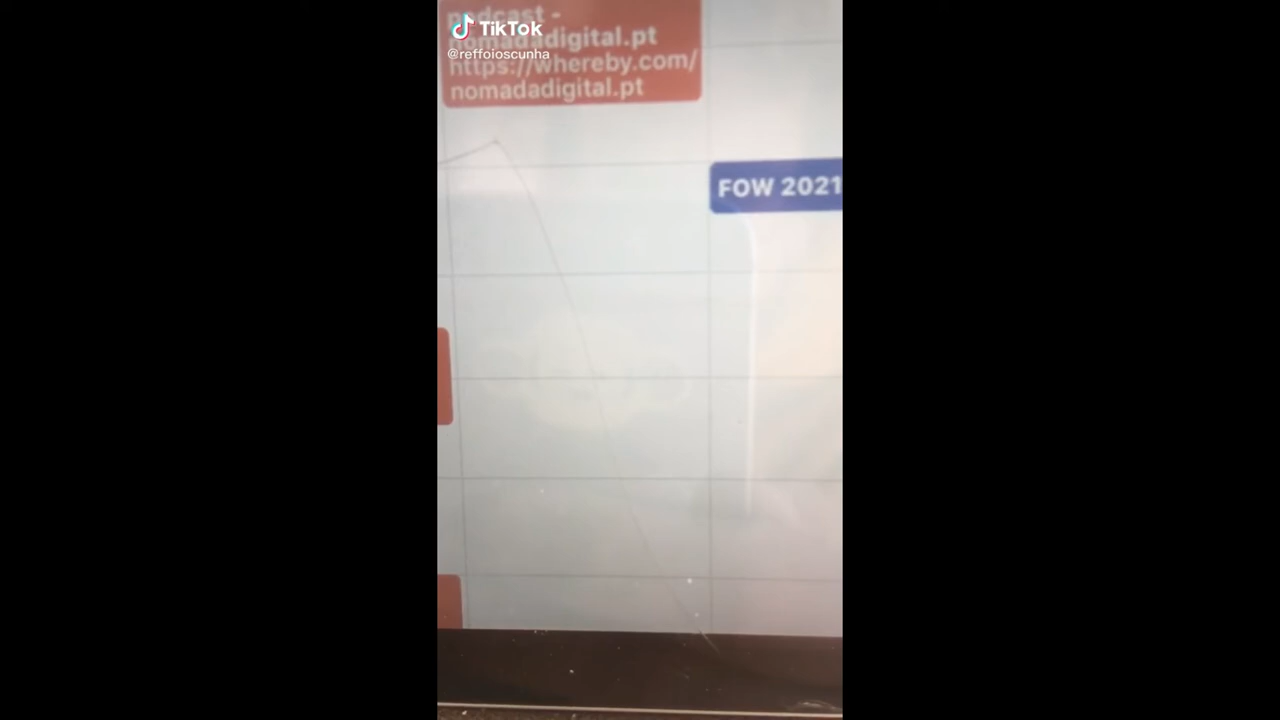 podcast -
nomadadigital.pt
https://whereby.com/
nomadadigital.pt
TikTok
@reffoioscunha
FOW 2021